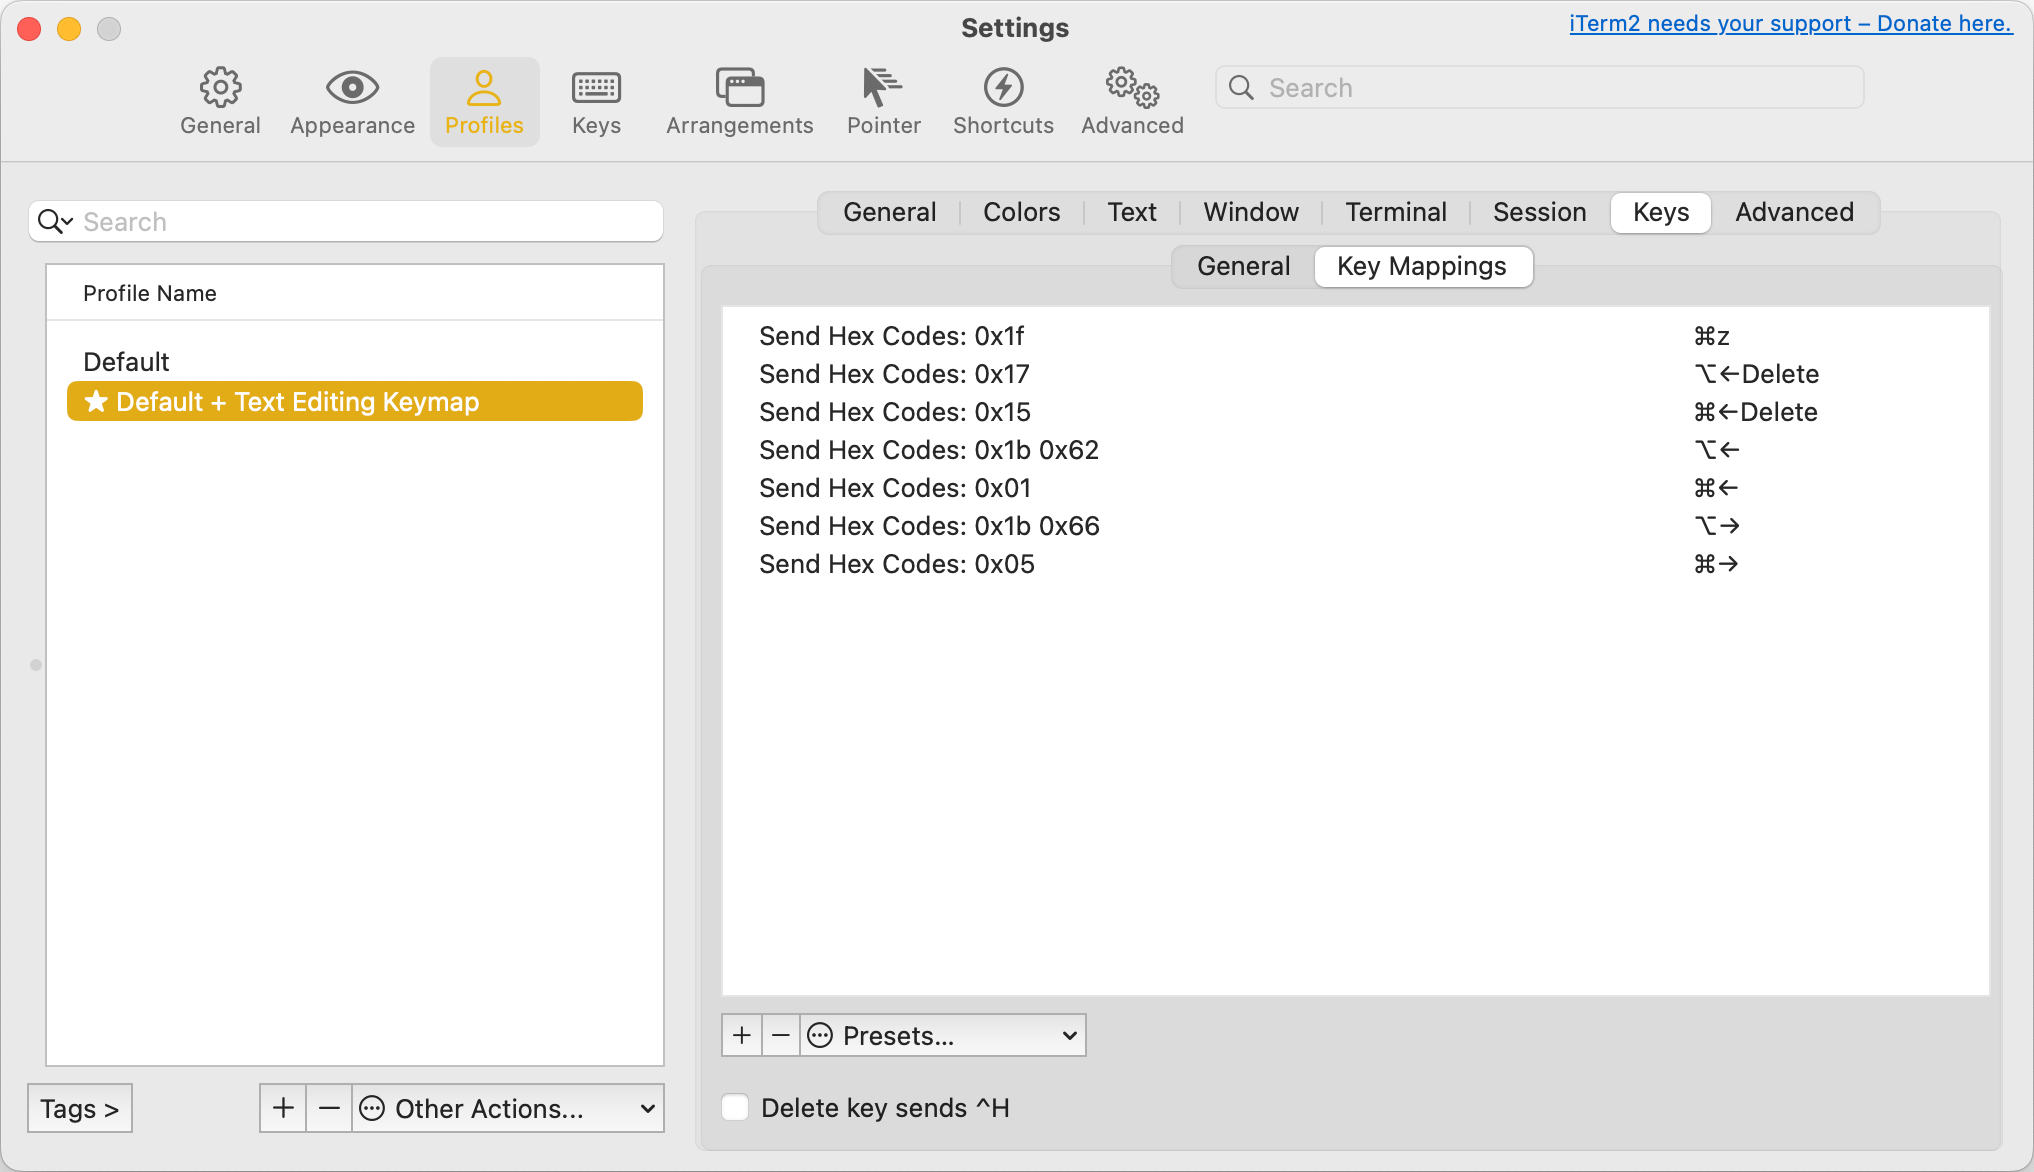 Settings
iTerm2 needs your support – Donate here.
General
Appearance
Profiles
Keys
Arrangements
Pointer
Shortcuts
Advanced
Search
Search
Profile Name
Default
★ Default + Text Editing Keymap
Tags >
Other Actions...
General
Colors
Text
Window
Terminal
Session
Keys
Advanced
General
Key Mappings
Send Hex Codes: 0x1f ⌘z
Send Hex Codes: 0x17 ⌥←Delete
Send Hex Codes: 0x15 ⌘←Delete
Send Hex Codes: 0x1b 0x62 ⌥←
Send Hex Codes: 0x01 ⌘←
Send Hex Codes: 0x1b 0x66 ⌥→
Send Hex Codes: 0x05 ⌘→
Presets...
Delete key sends ^H